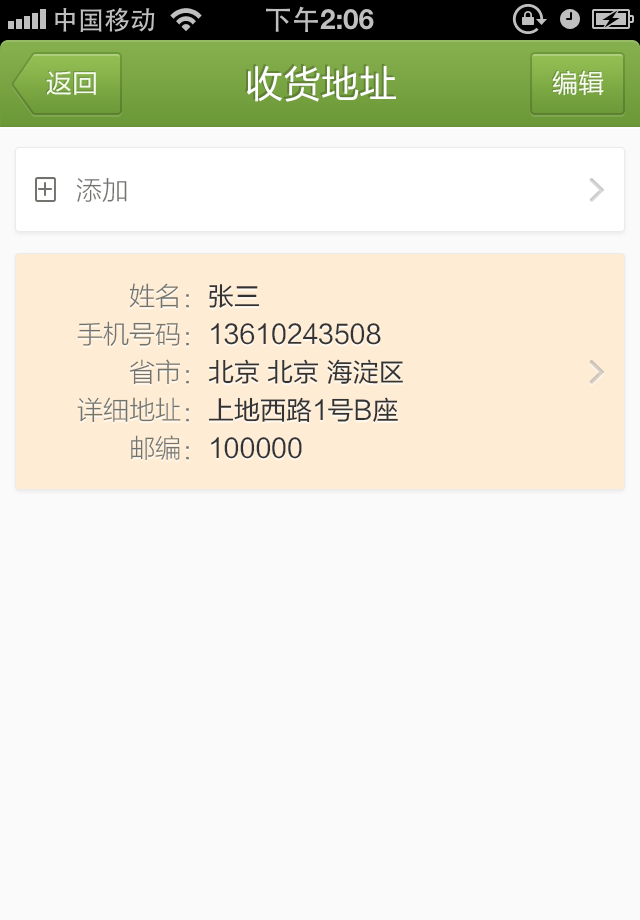 中国移动 下午2:06
返回 收货地址 编辑
添加
姓名： 张三
手机号码： 13610243508
省市： 北京 北京 海淀区
详细地址： 上地西路1号B座
邮编： 100000